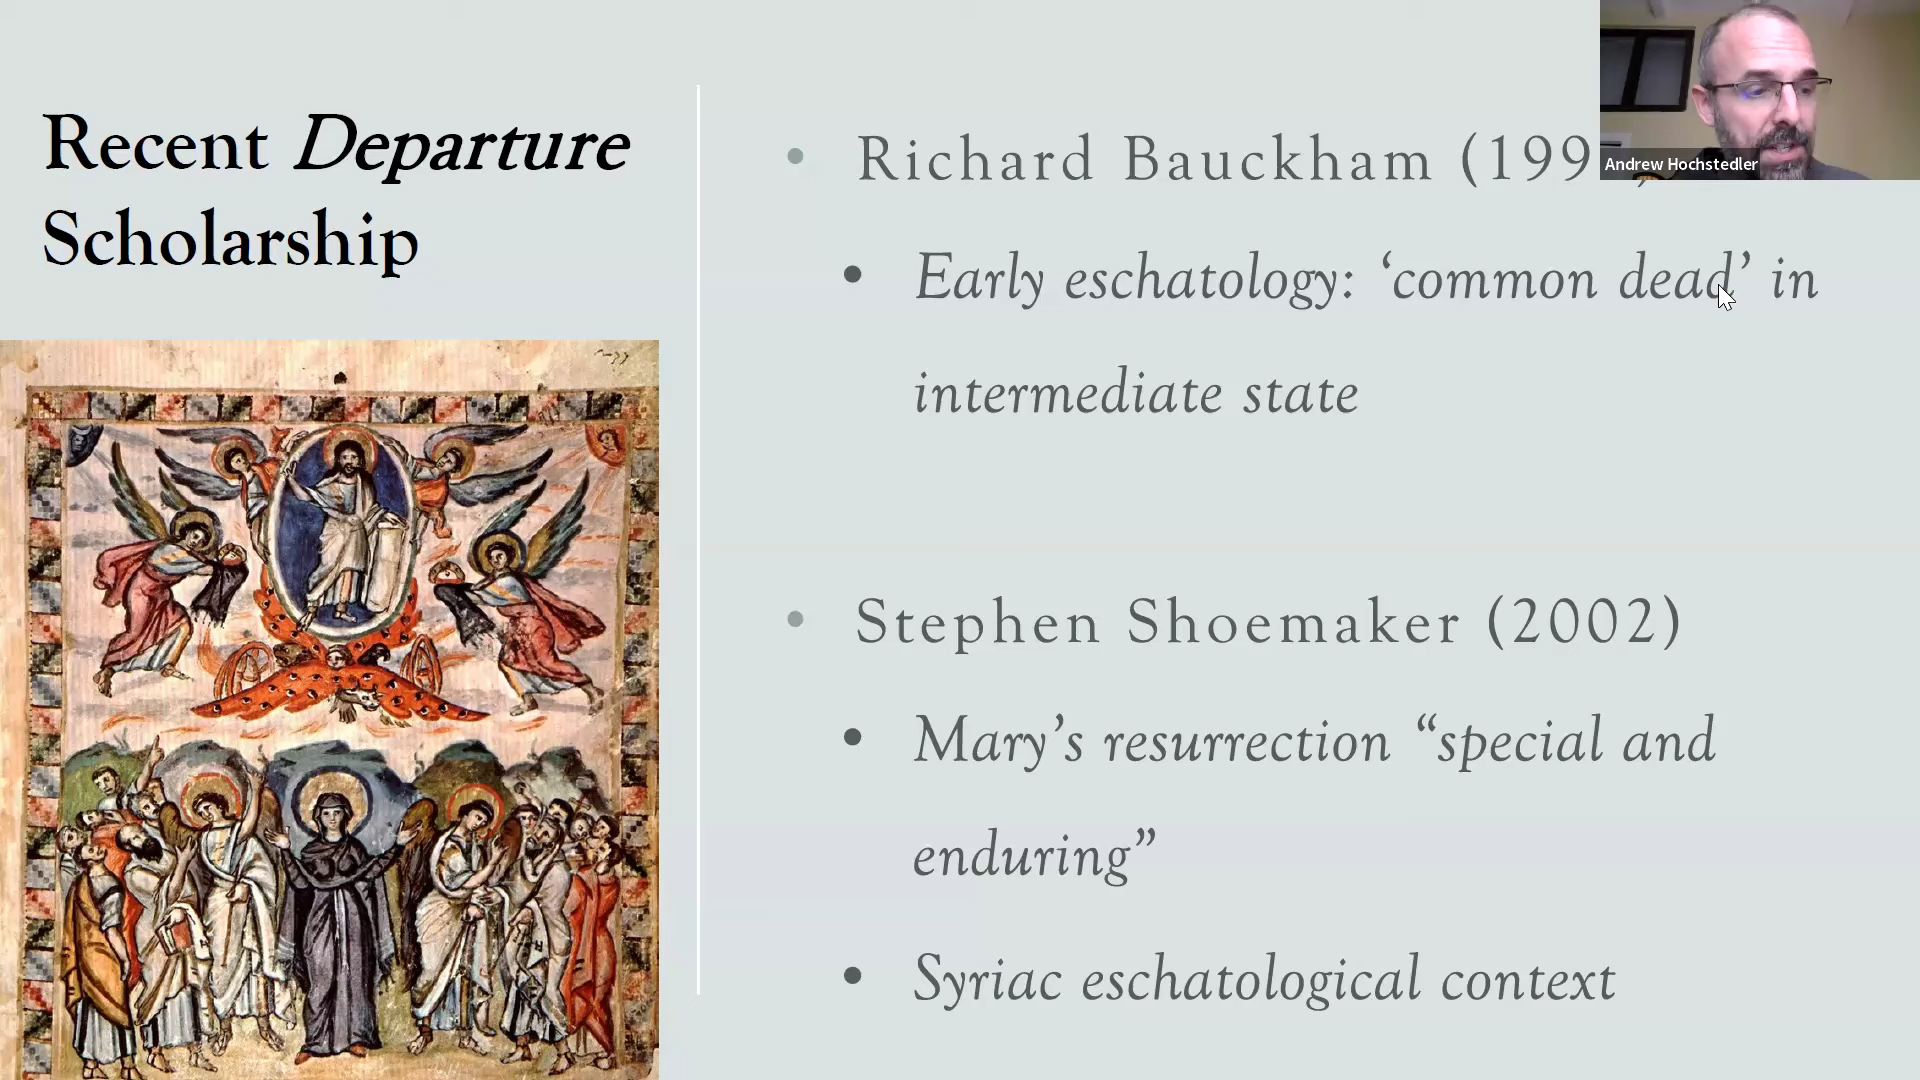 Recent Departure
Scholarship
• Richard Bauckham (199
Andrew Hochstedler
• Early eschatology: ‘common dead’ in
intermediate state
• Stephen Shoemaker (2002)
• Mary’s resurrection “special and
enduring”
• Syriac eschatological context